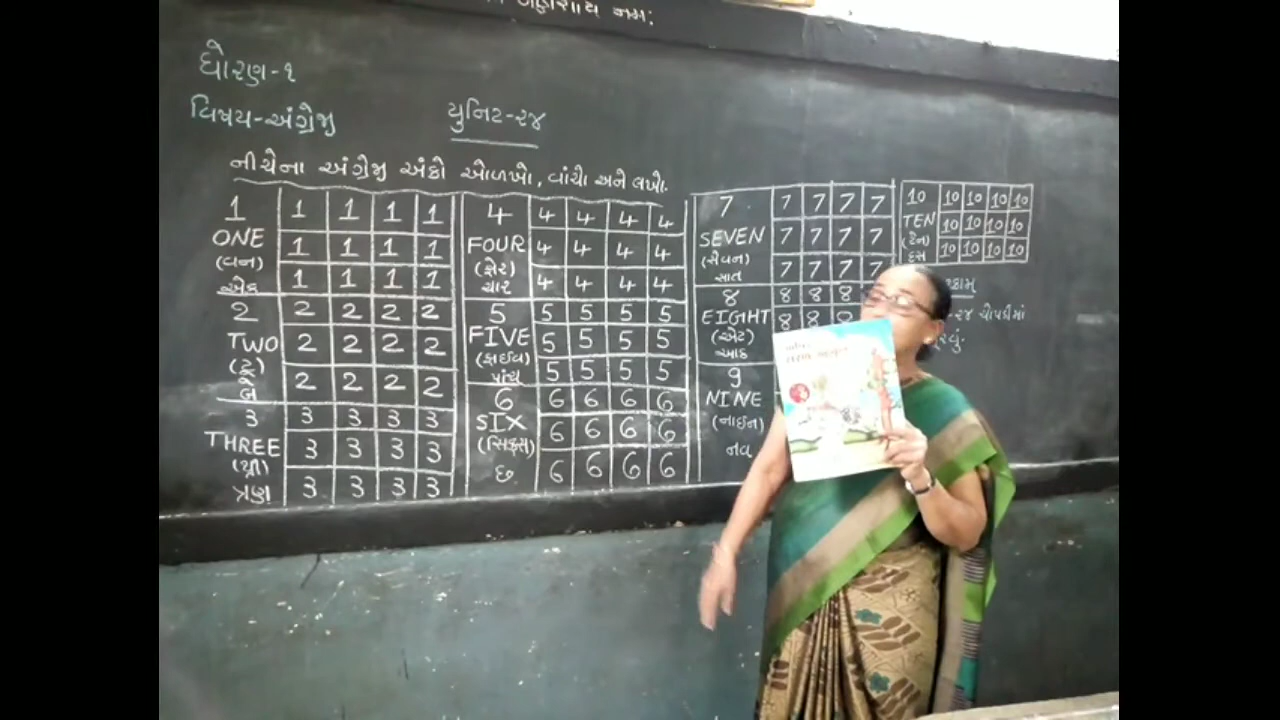 નમ:
ધોરણ-૧
વિષય-અંગ્રેજી
યુનિટ-૨૪
નીચેના અંગ્રેજી અંકો ઓળખો, વાંચો અને લખો.
1 1 1 1 1
ONE 1 1 1 1
(વન)
એક 1 1 1 1
2 2 2 2 2
TWO 2 2 2 2
(ટૂ)
બે 2 2 2 2
3 3 3 3 3
THREE 3 3 3 3
(થ્રી)
ત્રણ 3 3 3 3
4 4 4 4 4
FOUR 4 4 4 4
(ફોર)
ચાર 4 4 4 4
5 5 5 5 5
FIVE 5 5 5 5
(ફાઈવ)
પાંચ 5 5 5 5
6 6 6 6 6
SIX 6 6 6 6
(સિક્સ)
છ 6 6 6 6
7 7 7 7 7
SEVEN 7 7 7 7
(સેવન)
સાત 7 7 7 7
8 8 8 8
EIGHT 8 8 8
(એટ)
આઠ
9
NINE
(નાઈન)
નવ
10 10 10 10 10
TEN 10 10 10 10
(ટેન)
દસ 10 10 10 10
-૨૪ ચોપડીમાં